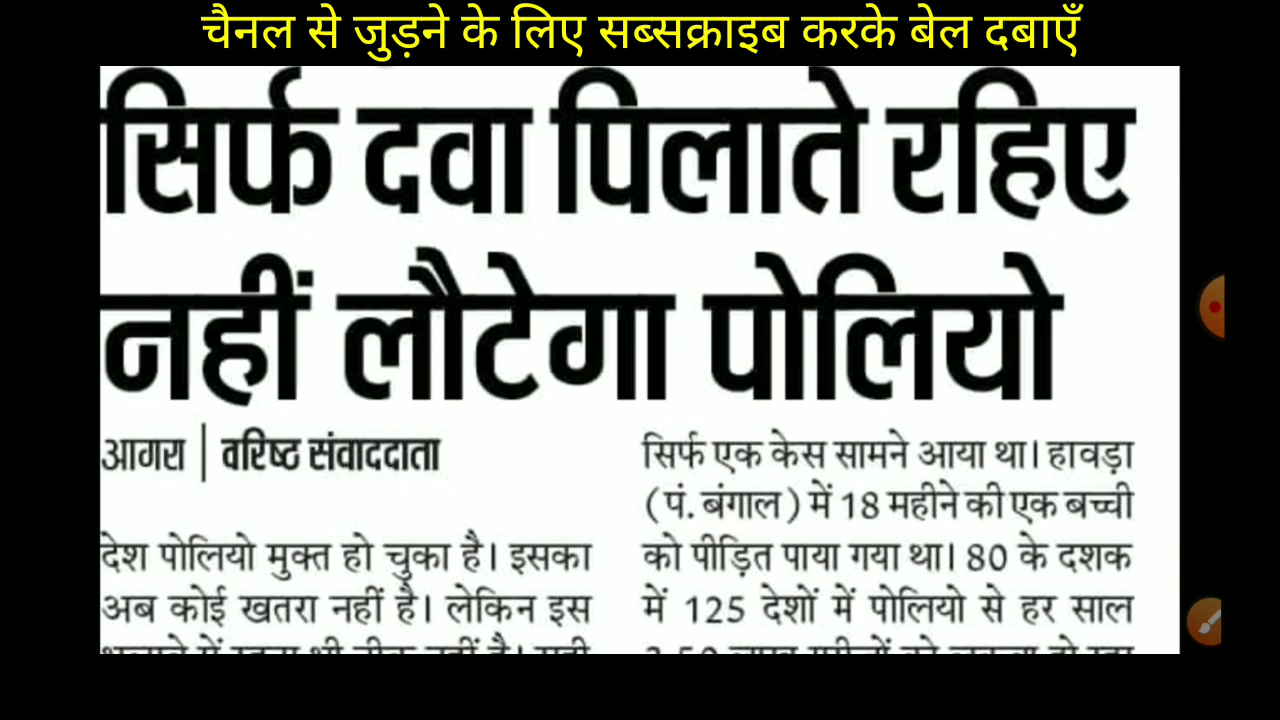 चैनल से जुड़ने के लिए सब्सक्राइब करके बेल दबाएँ
सिर्फ दवा पिलाते रहिए
नहीं लौटेगा पोलियो
आगरा | वरिष्ठ संवाददाता
देश पोलियो मुक्त हो चुका है। इसका
अब कोई खतरा नहीं है। लेकिन इस
सिर्फ एक केस सामने आया था। हावड़ा
(पं. बंगाल) में 18 महीने की एक बच्ची
को पीड़ित पाया गया था। 80 के दशक
में 125 देशों में पोलियो से हर साल